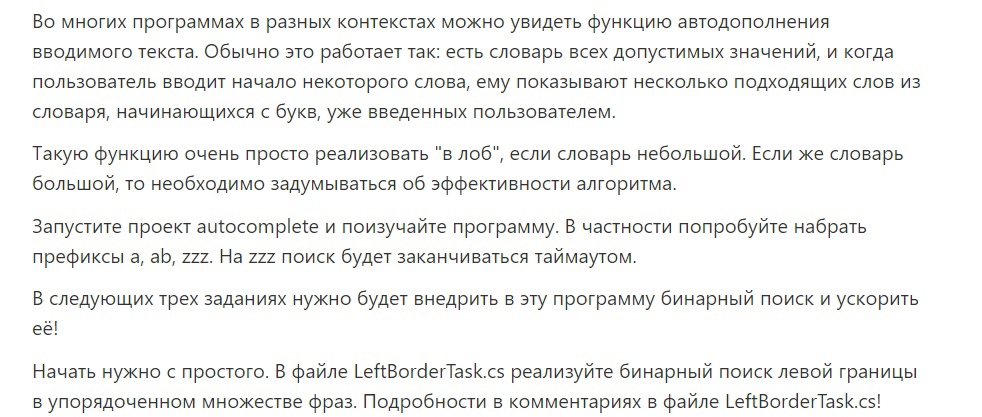 Во многих программах в разных контекстах можно увидеть функцию автодополнения
вводимого текста. Обычно это работает так: есть словарь всех допустимых значений, и когда
пользователь вводит начало некоторого слова, ему показывают несколько подходящих слов из
словаря, начинающихся с букв, уже введенных пользователем.
Такую функцию очень просто реализовать "в лоб", если словарь небольшой. Если же словарь
большой, то необходимо задумываться об эффективности алгоритма.
Запустите проект autocomplete и поизучайте программу. В частности попробуйте набрать
префиксы a, ab, zzz. На zzz поиск будет заканчиваться таймаутом.
В следующих трех заданиях нужно будет внедрить в эту программу бинарный поиск и ускорить
её!
Начать нужно с простого. В файле LeftBorderTask.cs реализуйте бинарный поиск левой границы
в упорядоченном множестве фраз. Подробности в комментариях в файле LeftBorderTask.cs!